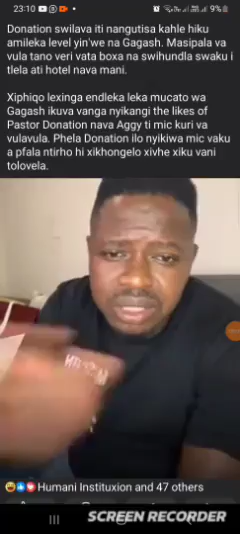 23:10
9%
Donation swilava iti nangutisa kahle hiku
amileka level yin'we na Gagash. Masipala va
vula tano veri vata boxa na swihundla swaku i
tlela ati hotel nava mani.
Xiphiqo lexinga endleka leka mucato wa
Gagash ikuva vanga nyikangi the likes of
Pastor Donation nava Aggy ti mic kuri va
vulavula. Phela Donation ilo nyikiwa mic vaku
a pfala ntirho hi xikhongelo xivhe xiku vani
tolovela.
Humani Instituxion and 47 others
SCREEN RECORDER